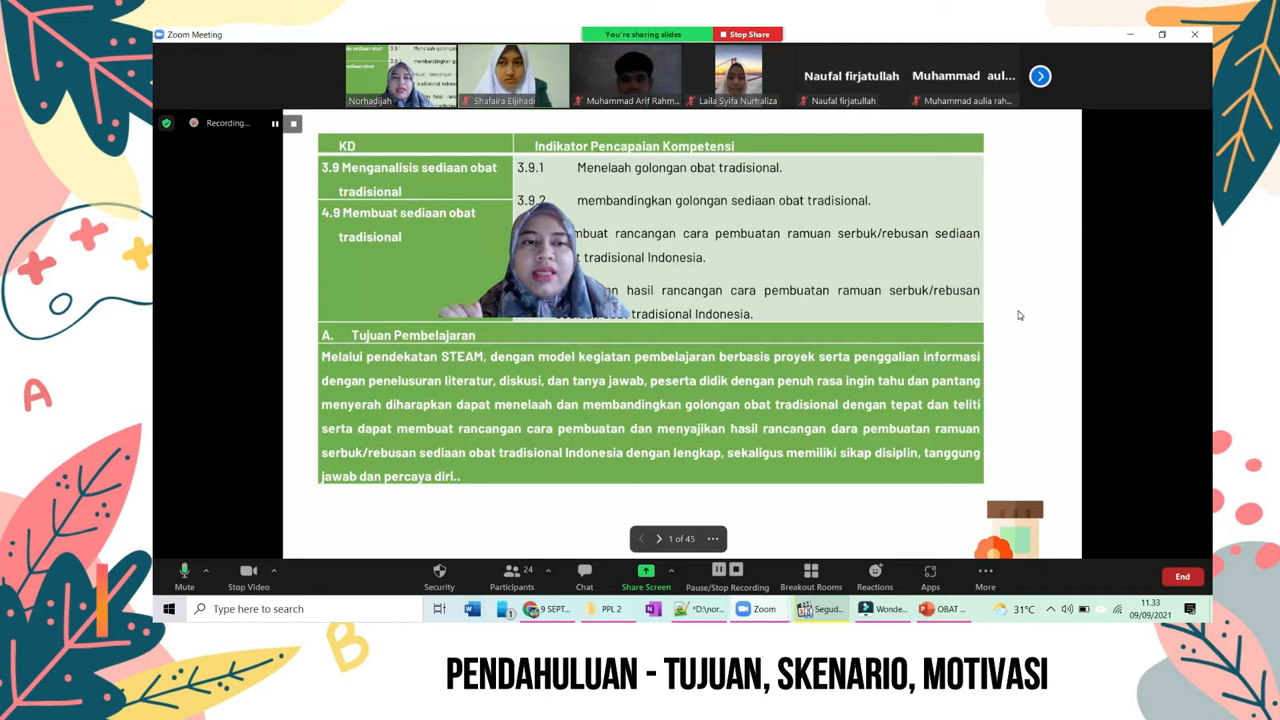 Zoom Meeting
You're sharing slides
Stop Share
Norhadijah
Shafaira Eljihadi
Muhammad Arif Rahm...
Laila Syifa Nurhaliza
Naufal firjatullah
Naufal firjatullah
Muhammad aul...
Muhammad aulia rah...
Recording...
KD
Indikator Pencapaian Kompetensi
3.9 Menganalisis sediaan obat
tradisional
3.9.1 Menelaah golongan obat tradisional.
3.9.2 membandingkan golongan sediaan obat tradisional.
4.9 Membuat sediaan obat
tradisional
rancangan cara pembuatan ramuan serbuk/rebusan sediaan
tradisional Indonesia.
hasil rancangan cara pembuatan ramuan serbuk/rebusan
tradisional Indonesia.
A. Tujuan Pembelajaran
Melalui pendekatan STEAM, dengan model kegiatan pembelajaran berbasis proyek serta penggalian informasi
dengan penelusuran literatur, diskusi, dan tanya jawab, peserta didik dengan penuh rasa ingin tahu dan pantang
menyerah diharapkan dapat menelaah dan membandingkan golongan obat tradisional dengan tepat dan teliti
serta dapat membuat rancangan cara pembuatan dan menyajikan hasil rancangan dara pembuatan ramuan
serbuk/rebusan sediaan obat tradisional Indonesia dengan lengkap, sekaligus memiliki sikap disiplin, tanggung
jawab dan percaya diri..
1 of 45
Mute
Stop Video
Security
Participants
24
Chat
Share Screen
Pause/Stop Recording
Breakout Rooms
Reactions
Apps
More
End
Type here to search
9 SEPT...
PPL 2
*D:\nor...
Zoom
Segud...
Wonde...
OBAT ...
31°C
11.33
09/09/2021
A
B
PENDAHULUAN - TUJUAN, SKENARIO, MOTIVASI